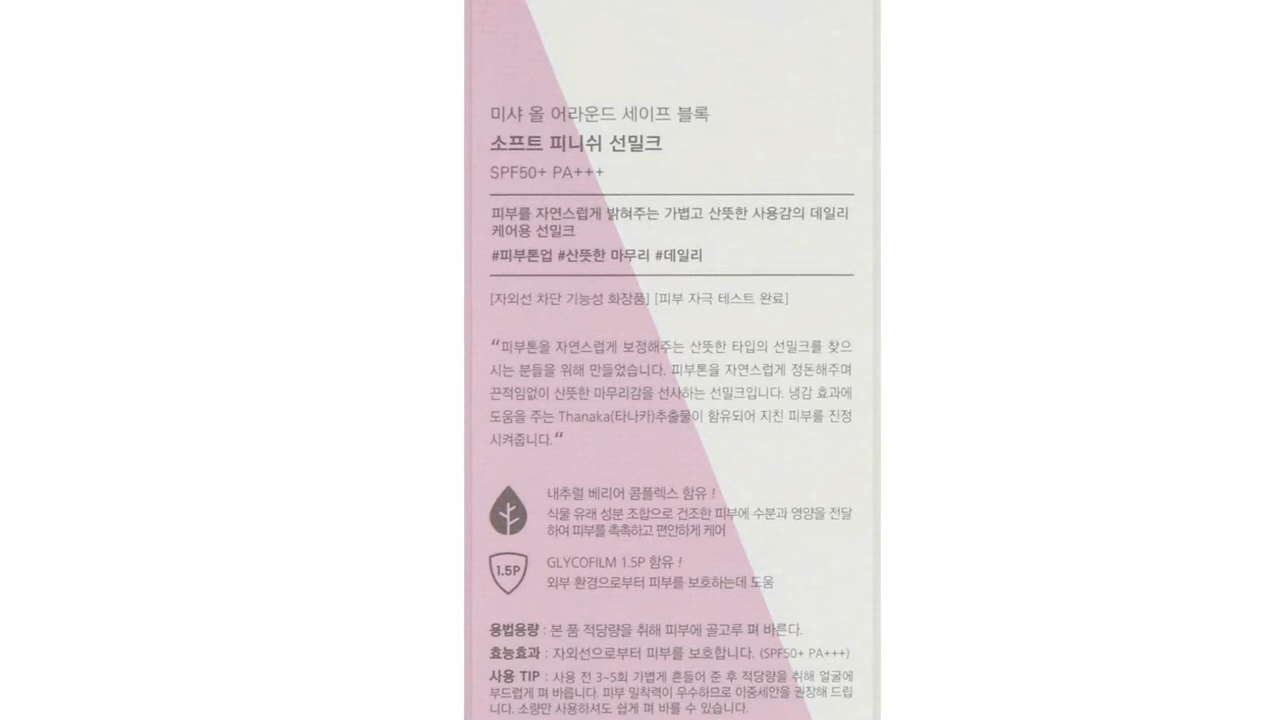 미샤 올 어라운드 세이프 블록
소프트 피니쉬 선밀크
SPF50+ PA+++
피부를 자연스럽게 밝혀주는 가볍고 산뜻한 사용감의 데일리
케어용 선밀크
#피부톤업 #산뜻한 마무리 #데일리
[자외선 차단 기능성 화장품] [피부 자극 테스트 완료]
“피부톤을 자연스럽게 보정해주는 산뜻한 타입의 선밀크를 찾으
시는 분들을 위해 만들었습니다. 피부톤을 자연스럽게 정돈해주며
끈적임없이 산뜻한 마무리감을 선사하는 선밀크입니다. 냉감 효과에
도움을 주는 Thanaka(타나카)추출물이 함유되어 지친 피부를 진정
시켜줍니다.“
내추럴 베리어 콤플렉스 함유 !
식물 유래 성분 조합으로 건조한 피부에 수분과 영양을 전달
하여 피부를 촉촉하고 편안하게 케어
1.5P
GLYCOFILM 1.5P 함유 !
외부 환경으로부터 피부를 보호하는데 도움
용법용량 : 본 품 적당량을 취해 피부에 골고루 펴 바른다.
효능효과 : 자외선으로부터 피부를 보호합니다. (SPF50+ PA+++)
사용 TIP : 사용 전 3~5회 가볍게 흔들어 준 후 적당량을 취해 얼굴에
부드럽게 펴 바릅니다. 피부 밀착력이 우수하므로 이중세안을 권장해 드립
니다. 소량만 사용하셔도 쉽게 펴 바를 수 있습니다.